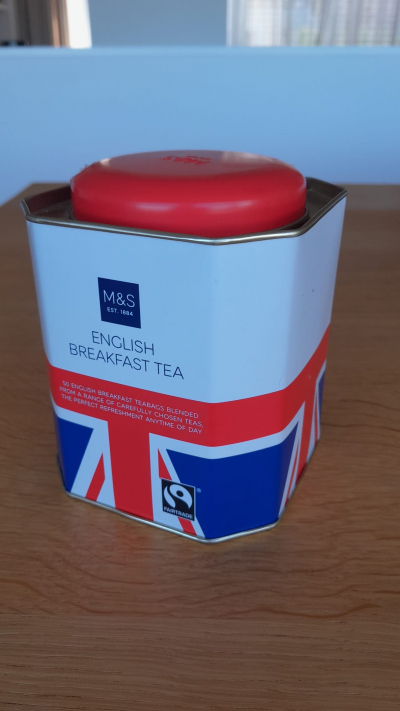 M&S
EST. 1884
ENGLISH
BREAKFAST TEA
50 ENGLISH BREAKFAST TEABAGS BLENDED
FROM A RANGE OF CAREFULLY CHOSEN TEAS,
THE PERFECT REFRESHMENT ANYTIME OF DAY
FAIRTRADE